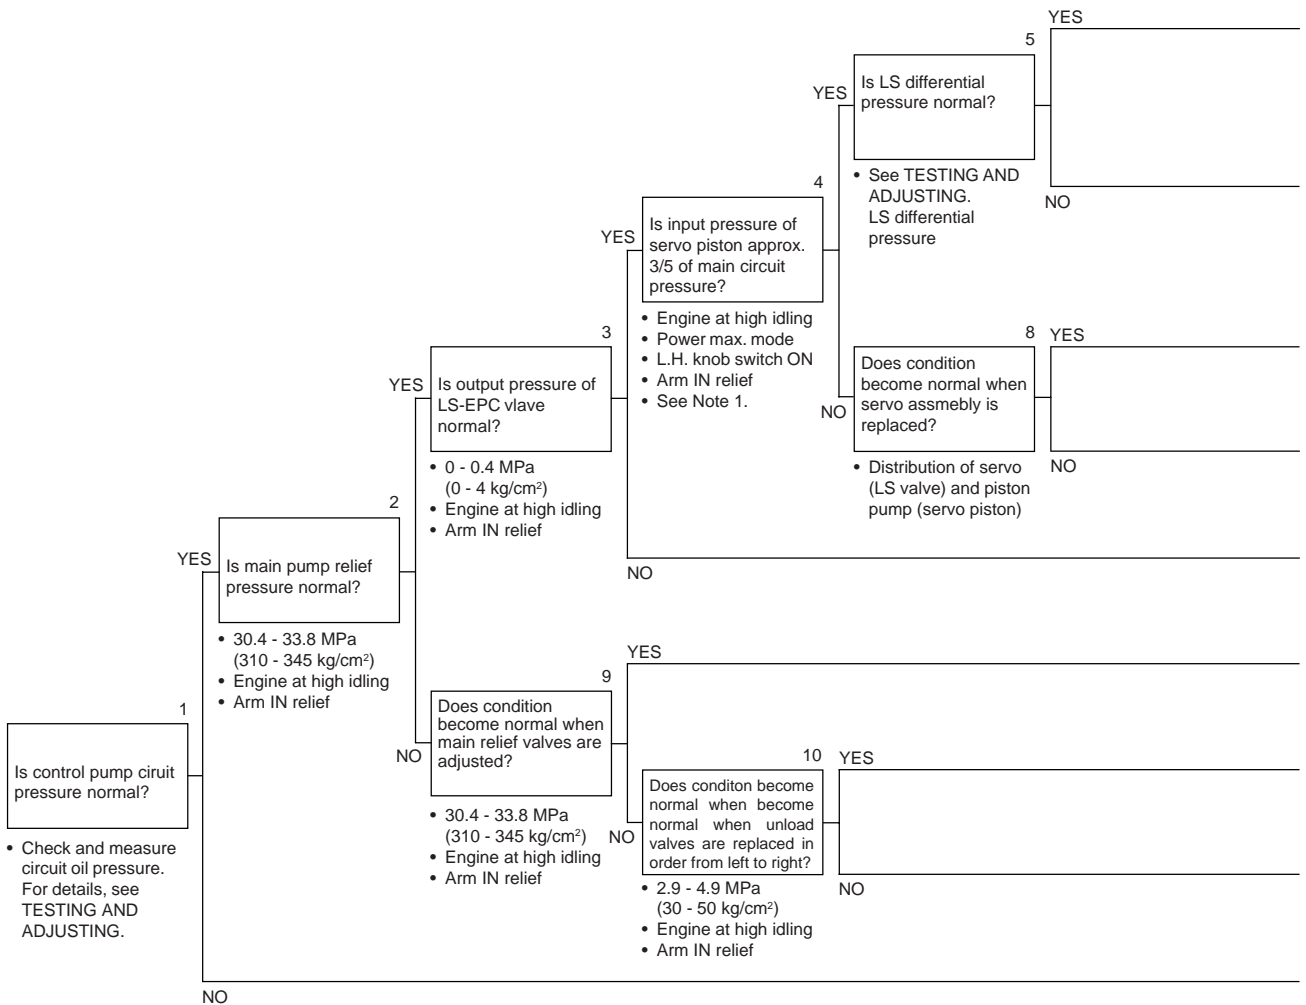 1
Is control pump ciruit
pressure normal?
• Check and measure
circuit oil pressure.
For details, see
TESTING AND
ADJUSTING.
YES
NO
2
Is main pump relief
pressure normal?
• 30.4 - 33.8 MPa
(310 - 345 kg/cm²)
• Engine at high idling
• Arm IN relief
YES
NO
3
Is output pressure of
LS-EPC vlave
normal?
• 0 - 0.4 MPa
(0 - 4 kg/cm²)
• Engine at high idling
• Arm IN relief
YES
NO
4
Is input pressure of
servo piston approx.
3/5 of main circuit
pressure?
• Engine at high idling
• Power max. mode
• L.H. knob switch ON
• Arm IN relief
• See Note 1.
YES
NO
5
Is LS differential
pressure normal?
• See TESTING AND
ADJUSTING.
LS differential
pressure
YES
NO
8
Does condition
become normal when
servo assmebly is
replaced?
• Distribution of servo
(LS valve) and piston
pump (servo piston)
YES
NO
9
Does condition
become normal when
main relief valves are
adjusted?
• 30.4 - 33.8 MPa
(310 - 345 kg/cm²)
• Engine at high idling
• Arm IN relief
YES
NO
10
Does conditon become
normal when become
normal when unload
valves are replaced in
order from left to right?
• 2.9 - 4.9 MPa
(30 - 50 kg/cm²)
• Engine at high idling
• Arm IN relief
YES
NO